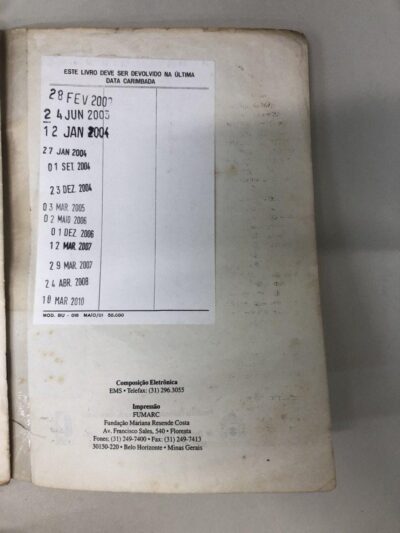 ESTE LIVRO DEVE SER DEVOLVIDO NA ÚLTIMA
DATA CARIMBADA
28 FEV 2003
24 JUN 2003
12 JAN 2004
27 JAN 2004
01 SET. 2004
23 DEZ. 2004
03 MAR. 2005
02 MAIO 2006
01 DEZ. 2006
12 MAR. 2007
29 MAR. 2007
24 ABR. 2008
18 MAR 2010
MOD. BU - 018 MAIO/01 50.000
Composição Eletrônica
EMS • Telefax: (31) 296.3055
Impressão
FUMARC
Fundação Mariana Resende Costa
Av. Francisco Sales, 540 • Floresta
Fones: (31) 249-7400 • Fax: (31) 249-7413
30150-220 • Belo Horizonte • Minas Gerais